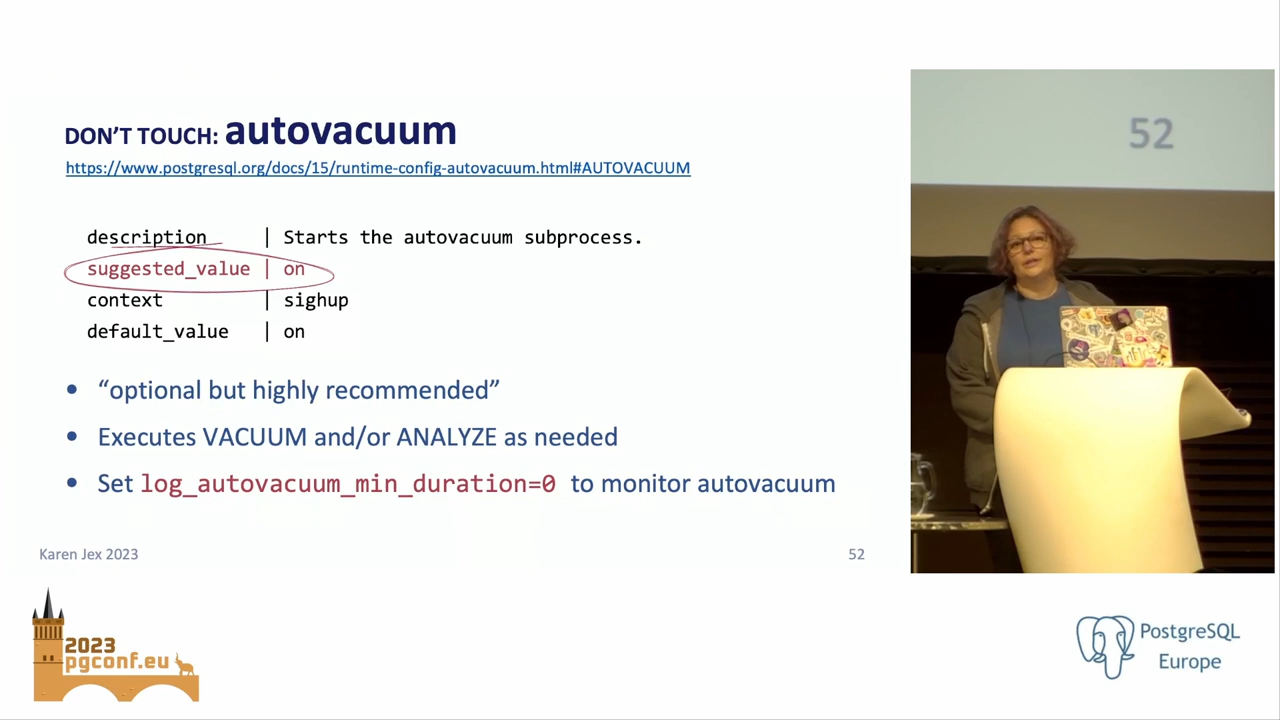 DON'T TOUCH: autovacuum
https://www.postgresql.org/docs/15/runtime-config-autovacuum.html#AUTOVACUUM
description | Starts the autovacuum subprocess.
suggested_value | on
context | sighup
default_value | on
• “optional but highly recommended”
• Executes VACUUM and/or ANALYZE as needed
• Set log_autovacuum_min_duration=0 to monitor autovacuum
Karen Jex 2023
52
52
2023
pgconf.eu
PostgreSQL
Europe